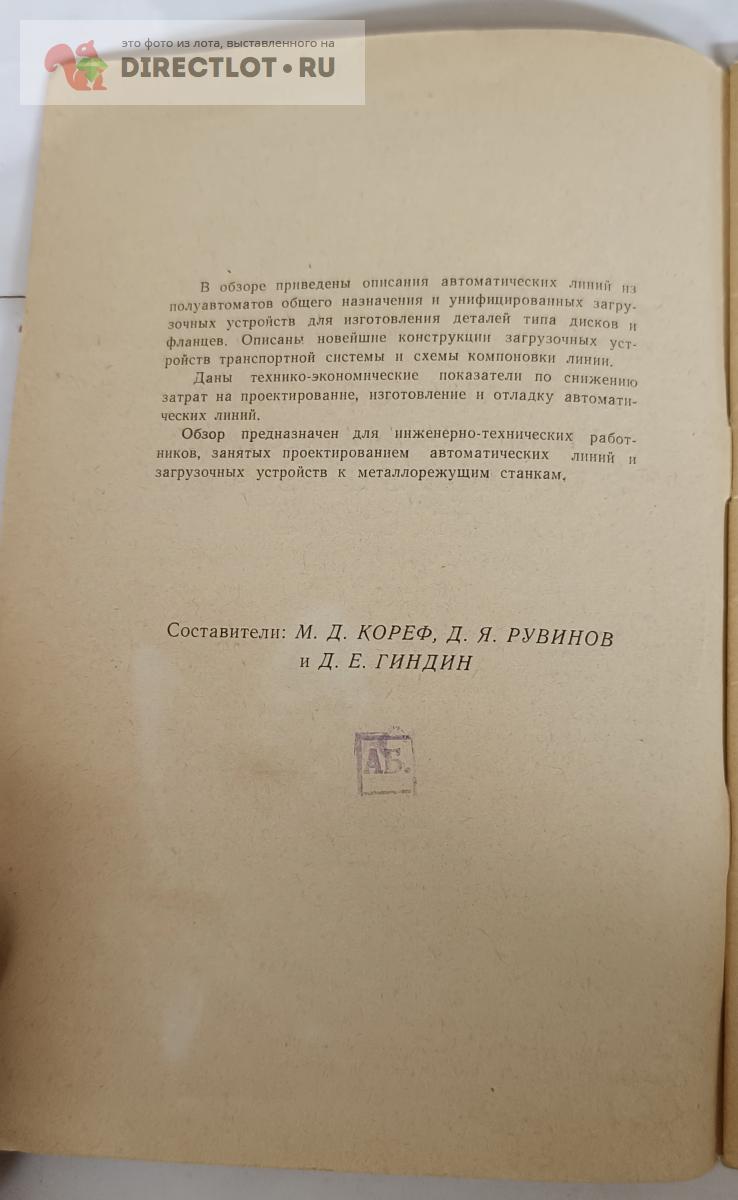 это фото из лота, выставленного на
DIRECTLOT•RU
В обзоре приведены описания автоматических линий из
полуавтоматов общего назначения и унифицированных загру-
зочных устройств для изготовления деталей типа дисков и
фланцев. Описаны новейшие конструкции загрузочных уст-
ройств транспортной системы и схемы компоновки линии.
Даны технико-экономические показатели по снижению
затрат на проектирование, изготовление и отладку автомати-
ческих линий.
Обзор предназначен для инженерно-технических работ-
ников, занятых проектированием автоматических линий и
загрузочных устройств к металлорежущим станкам.
Составители: М. Д. КОРЕФ, Д. Я. РУВИНОВ
и Д. Е. ГИНДИН
АБ.